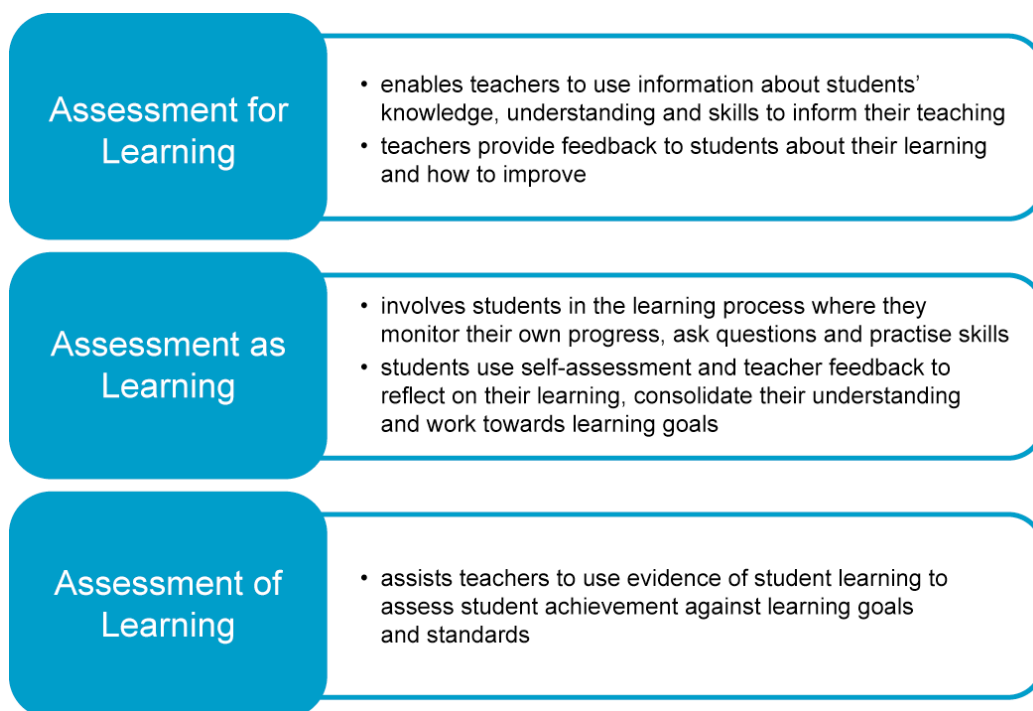 Assessment for
Learning
• enables teachers to use information about students’
knowledge, understanding and skills to inform their teaching
• teachers provide feedback to students about their learning
and how to improve
Assessment as
Learning
• involves students in the learning process where they
monitor their own progress, ask questions and practise skills
• students use self-assessment and teacher feedback to
reflect on their learning, consolidate their understanding
and work towards learning goals
Assessment of
Learning
• assists teachers to use evidence of student learning to
assess student achievement against learning goals
and standards